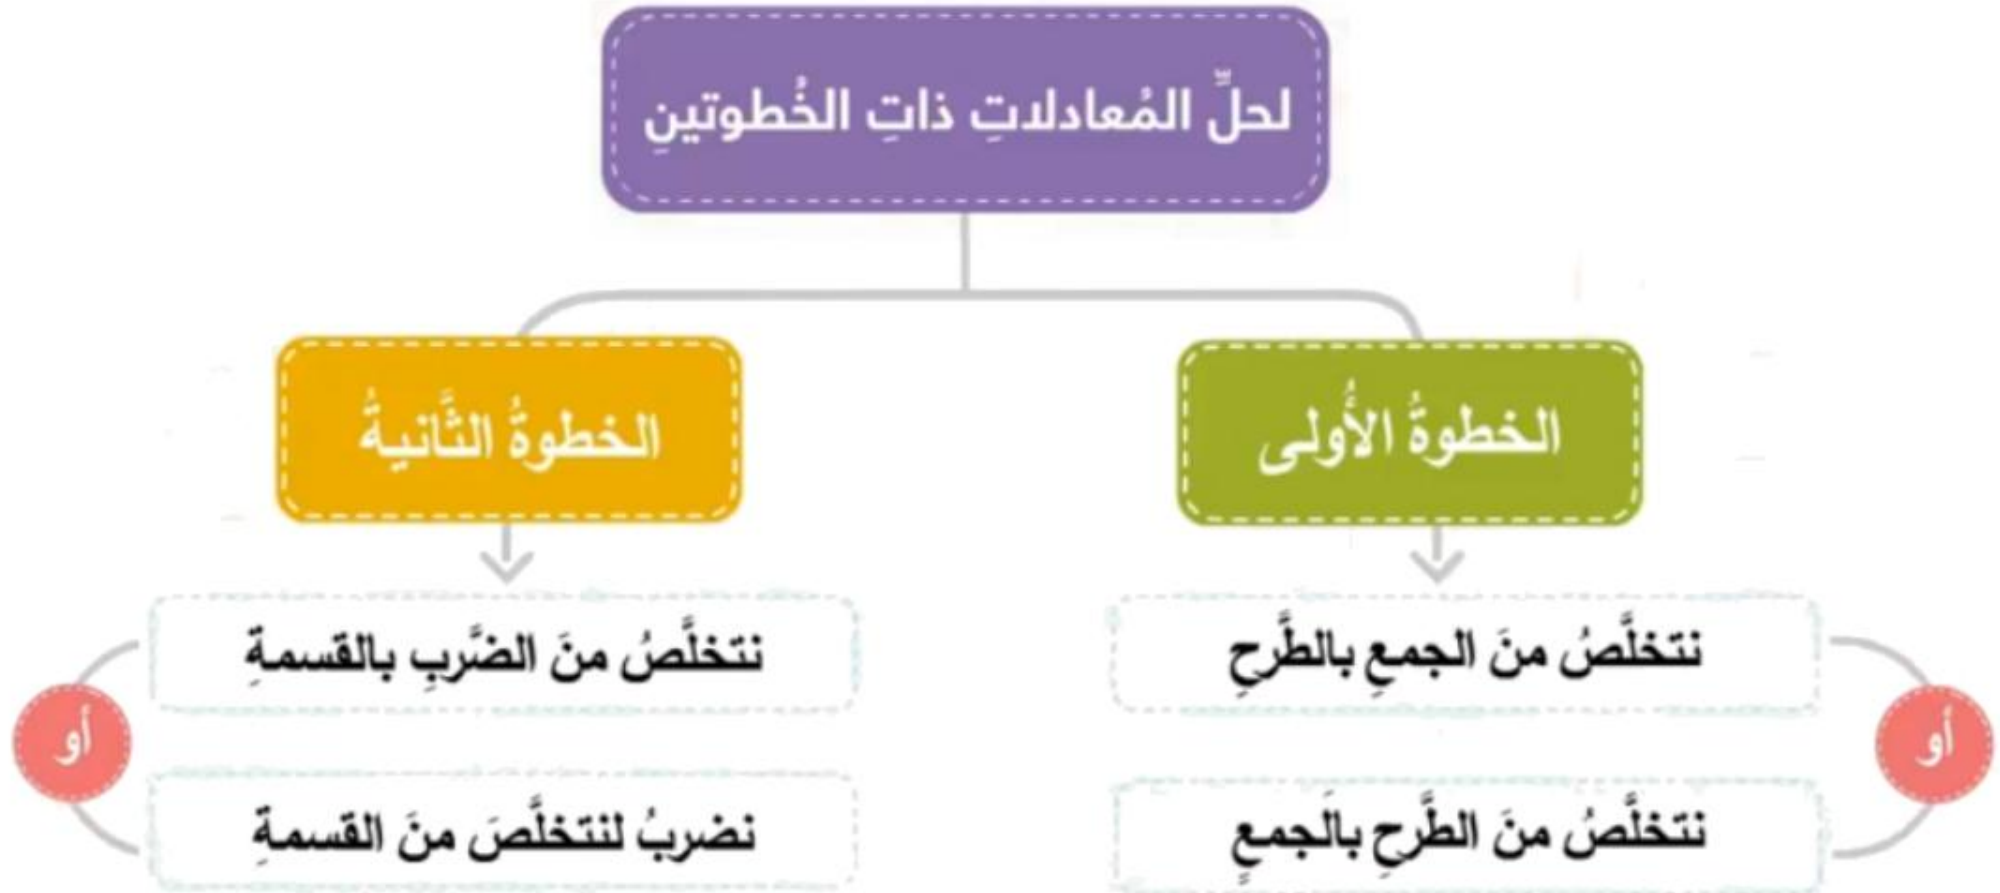 لحلِّ المُعادلاتِ ذاتِ الخُطوتينِ
الخطوةُ الأُولى
الخطوةُ الثَّانيةُ
نتخلَّصُ منَ الجمعِ بالطَّرحِ
أو
نتخلَّصُ منَ الطَّرحِ بالَجمعِ
نتخلَّصُ منَ الضَّربِ بالقسمةِ
أو
نضربُ لنتخلَّصَ منَ القسمةِ